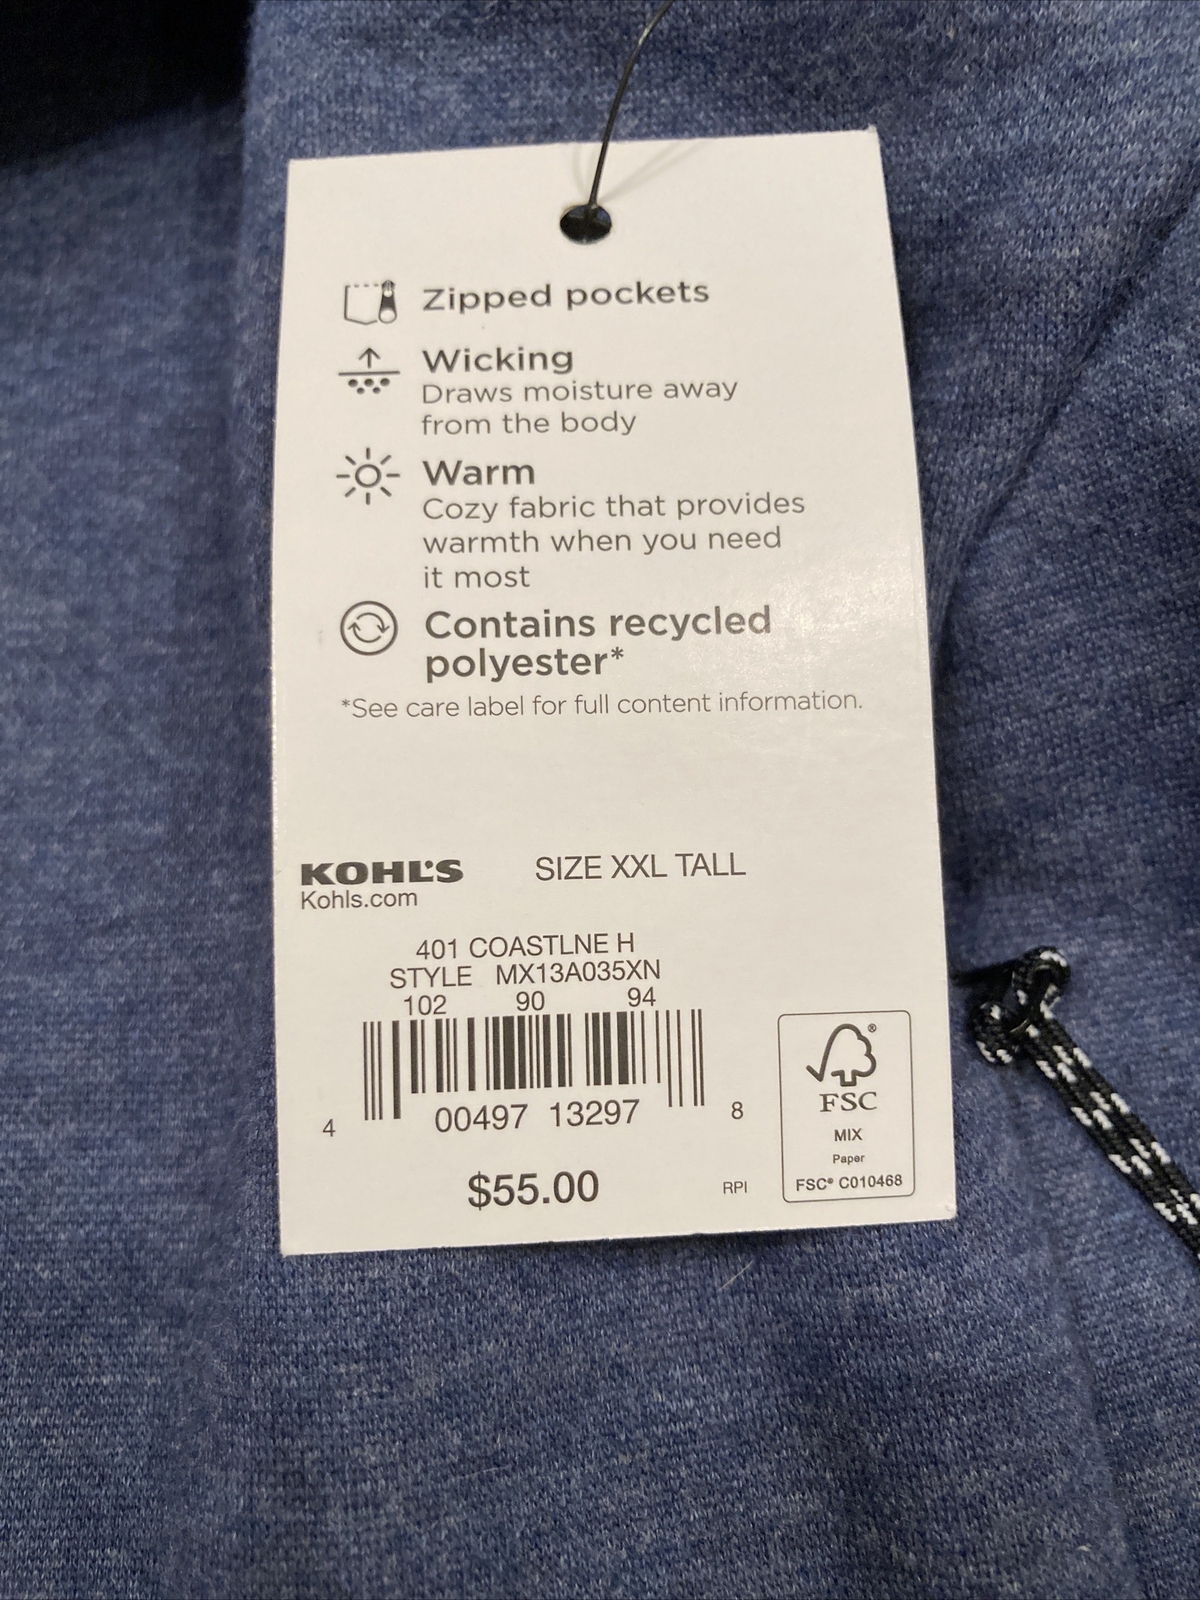 Zipped pockets
Wicking
Draws moisture away
from the body
Warm
Cozy fabric that provides
warmth when you need
it most
Contains recycled
polyester*
*See care label for full content information.
KOHL'S SIZE XXL TALL
Kohls.com
401 COASTLNE H
STYLE MX13A035XN
102 90 94
4 00497 13297 8
$55.00 RPI
®
FSC
MIX
Paper
FSC® C010468